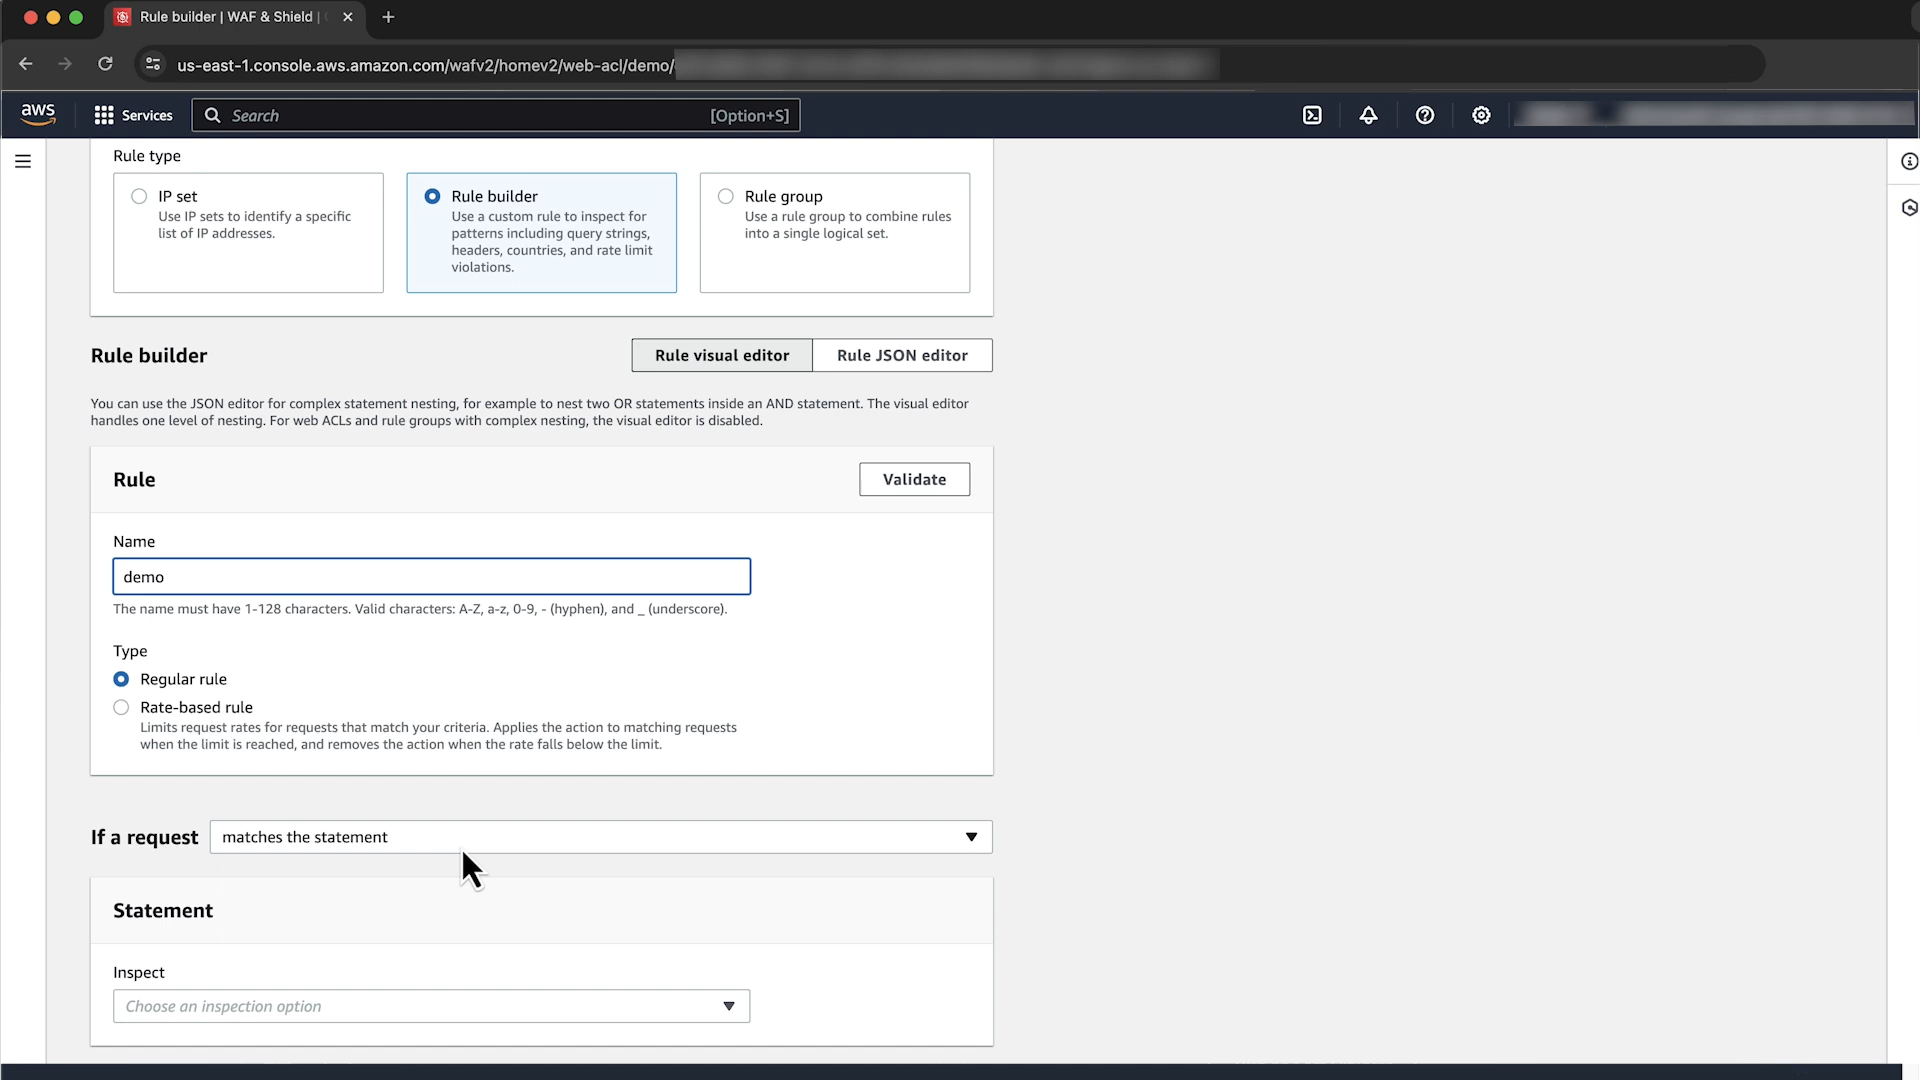 Rule builder | WAF & Shield |
us-east-1.console.aws.amazon.com/wafv2/homev2/web-acl/demo/
aws
Services
Search
[Option+S]
Rule type
IP set
Use IP sets to identify a specific
list of IP addresses.
Rule builder
Use a custom rule to inspect for
patterns including query strings,
headers, countries, and rate limit
violations.
Rule group
Use a rule group to combine rules
into a single logical set.
Rule builder
Rule visual editor
Rule JSON editor
You can use the JSON editor for complex statement nesting, for example to nest two OR statements inside an AND statement. The visual editor
handles one level of nesting. For web ACLs and rule groups with complex nesting, the visual editor is disabled.
Rule
Validate
Name
demo
The name must have 1-128 characters. Valid characters: A-Z, a-z, 0-9, - (hyphen), and _ (underscore).
Type
Regular rule
Rate-based rule
Limits request rates for requests that match your criteria. Applies the action to matching requests
when the limit is reached, and removes the action when the rate falls below the limit.
If a request
matches the statement
Statement
Inspect
Choose an inspection option